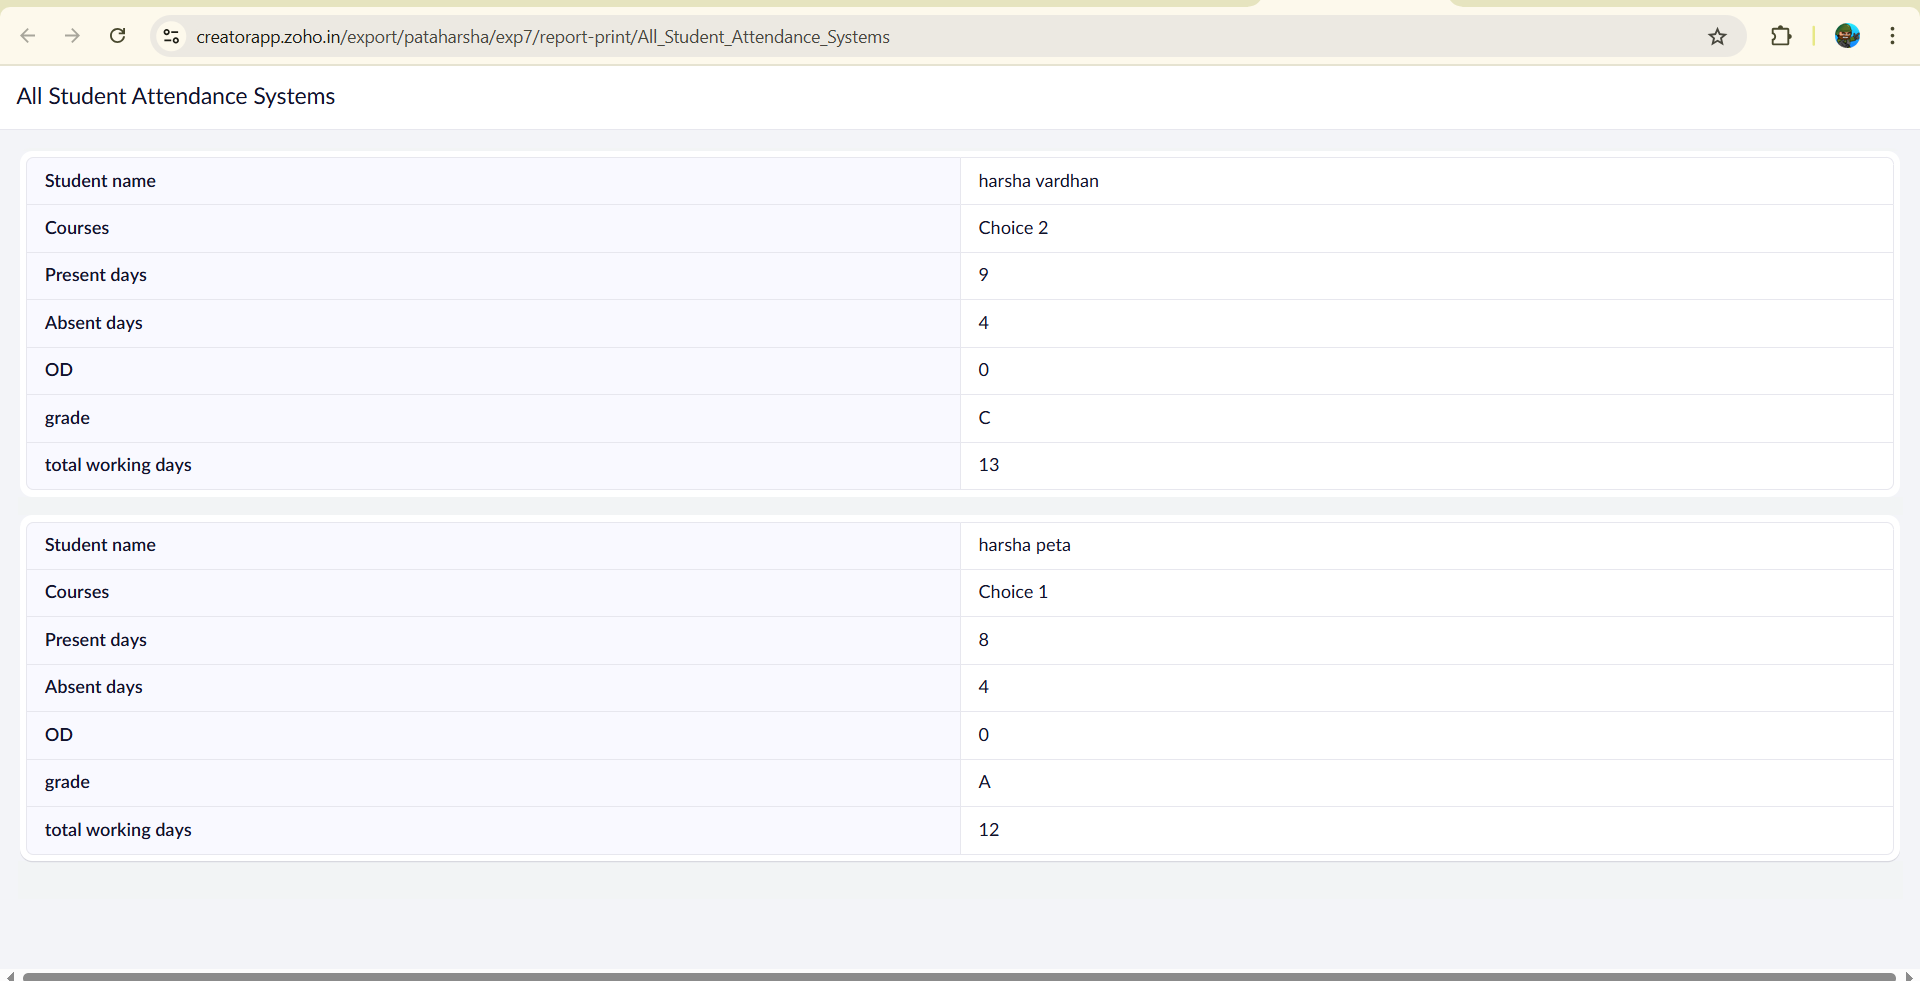 creatorapp.zoho.in/export/pataharsha/exp7/report-print/All_Student_Attendance_Systems
All Student Attendance Systems
Student name harsha vardhan
Courses Choice 2
Present days 9
Absent days 4
OD 0
grade C
total working days 13
Student name harsha peta
Courses Choice 1
Present days 8
Absent days 4
OD 0
grade A
total working days 12